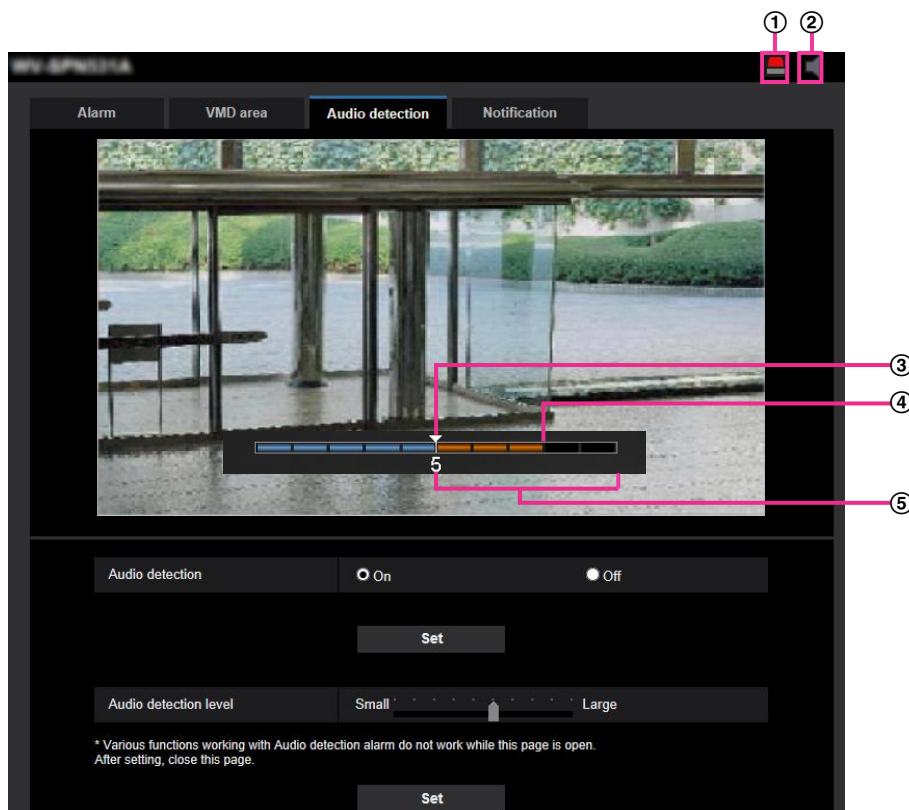 ① ②
Alarm VMD area Audio detection Notification
③
④
5
⑤
Audio detection On Off
Set
Audio detection level Small Large
* Various functions working with Audio detection alarm do not work while this page is open.
After setting, close this page.
Set